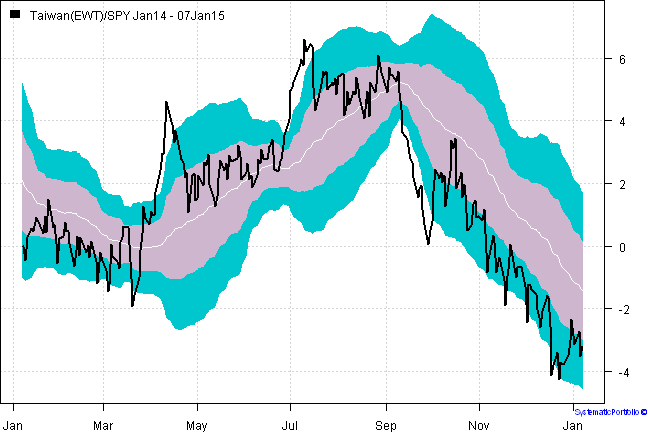 Taiwan(EWT)/SPY Jan14 - 07Jan15
6
4
2
0
-2
-4
Jan Mar May Jul Sep Nov Jan
SystematicPortfolio ©